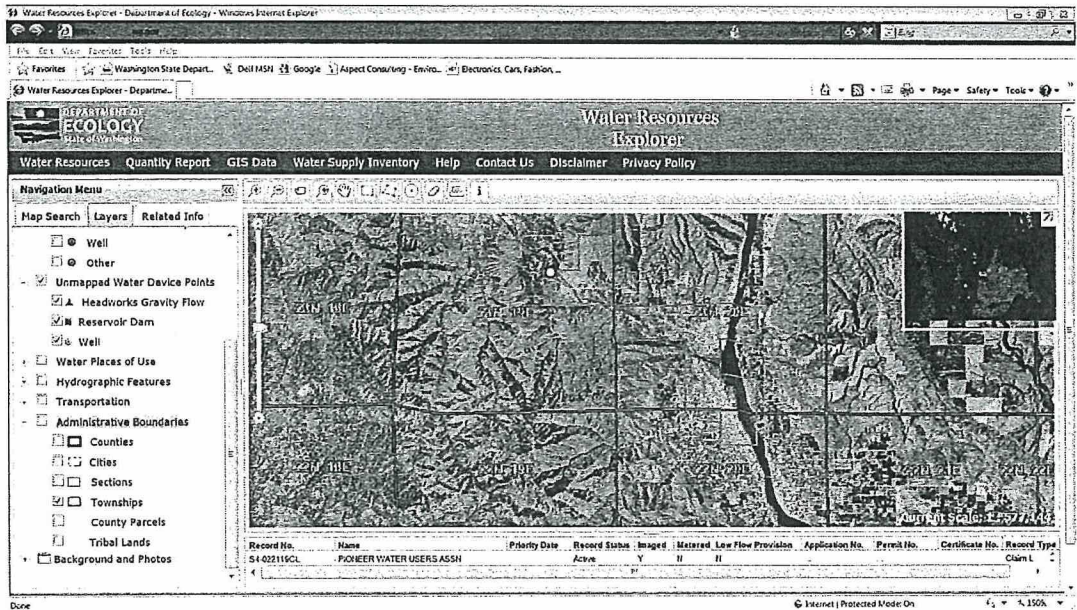 Water Resources Explorer - Department of Ecology - Windows Internet Explorer
File Edit View Favorites Tools Help
Favorites Washington State Depart... Dell MSN Google Aspect Consulting - Enviro... Electronics, Cars, Fashion, ...
Water Resources Explorer - Departme... Page Safety Tools
DEPARTMENT OF
ECOLOGY
State of Washington
Water Resources
Explorer
Water Resources Quantity Report GIS Data Water Supply Inventory Help Contact Us Disclaimer Privacy Policy
Navigation Menu
Map Search Layers Related Info
Well
Other
Unmapped Water Device Points
Headworks Gravity Flow
Reservoir Dam
Well
Water Places of Use
Hydrographic Features
Transportation
Administrative Boundaries
Counties
Cities
Sections
Townships
County Parcels
Tribal Lands
Background and Photos
Current Scale:
Record No. Name Priority Date Record Status Imaged Metered Low Flow Provision Application No. Permit No. Certificate No. Record Type
S4-022119CL PIONEER WATER USERS ASSN Active Y N N Claim L
Done Internet | Protected Mode: On 150%